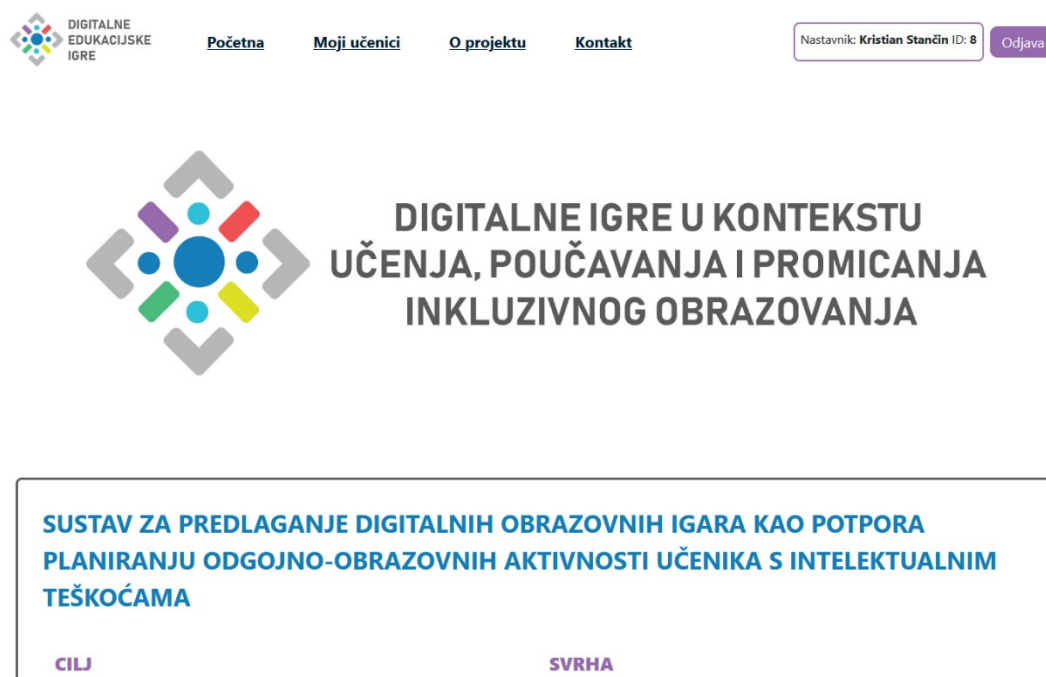 DIGITALNE
EDUKACIJSKE
IGRE
Početna Moji učenici O projektu Kontakt
Nastavnik: Kristian Stančin ID: 8
Odjava
DIGITALNE IGRE U KONTEKSTU
UČENJA, POUČAVANJA I PROMICANJA
INKLUZIVNOG OBRAZOVANJA
SUSTAV ZA PREDLAGANJE DIGITALNIH OBRAZOVNIH IGARA KAO POTPORA
PLANIRANJU ODGOJNO-OBRAZOVNIH AKTIVNOSTI UČENIKA S INTELEKTUALNIM
TEŠKOĆAMA
CILJ SVRHA